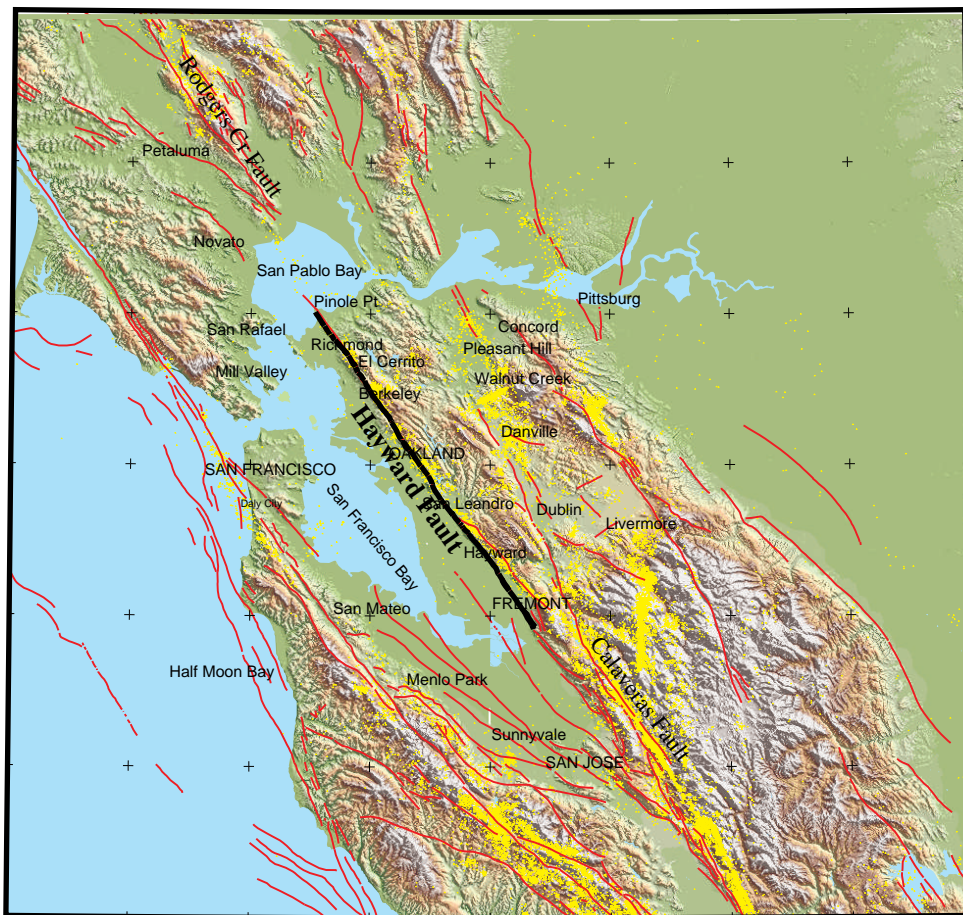 Rodgers Cr Fault
Petaluma
Novato
San Pablo Bay
Pinole Pt.
Pittsburg
San Rafael
Concord
Richmond
Pleasant Hill
El Cerrito
Mill Valley
Walnut Creek
Berkeley
Hayward Fault
Danville
OAKLAND
SAN FRANCISCO
San Leandro
Daly City
Dublin
San Francisco Bay
Livermore
Hayward
San Mateo
FREMONT
Calaveras Fault
Half Moon Bay
Menlo Park
Sunnyvale
SAN JOSE